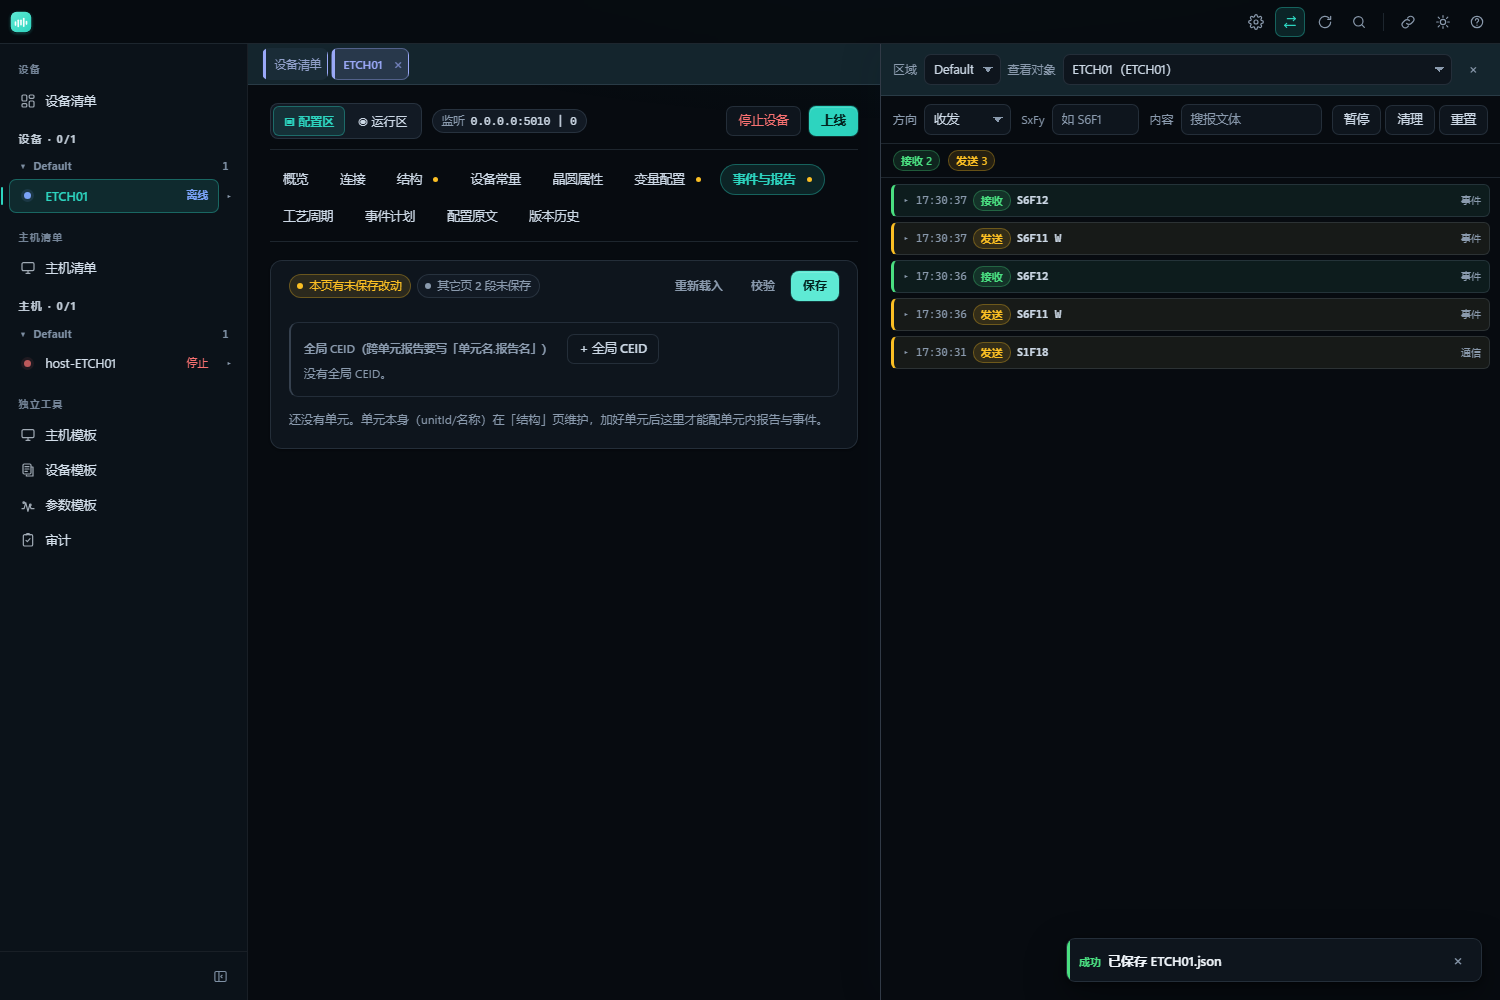 设备
设备清单
设备 · 0/1
Default 1
ETCH01 离线
主机清单
主机清单
主机 · 0/1
Default 1
host-ETCH01 停止
独立工具
主机模板
设备模板
参数模板
审计
设备清单 ETCH01 ×
配置区 运行区 监听 0.0.0.0:5010 | 0 停止设备 上线
概览 连接 结构 设备常量 晶圆属性 变量配置 事件与报告
工艺周期 事件计划 配置原文 版本历史
本页有未保存改动 其它页 2 段未保存 重新载入 校验 保存
全局 CEID（跨单元报告要写「单元名.报告名」） + 全局 CEID
没有全局 CEID。
还没有单元。单元本身（unitId/名称）在「结构」页维护，加好单元后这里才能配单元内报告与事件。
区域 Default 查看对象 ETCH01（ETCH01） ×
方向 收发 SxFy 如 S6F1 内容 搜报文体 暂停 清理 重置
接收 2 发送 3
17:30:37 接收 S6F12 事件
17:30:37 发送 S6F11 W 事件
17:30:36 接收 S6F12 事件
17:30:36 发送 S6F11 W 事件
17:30:31 发送 S1F18 通信
成功 已保存 ETCH01.json ×